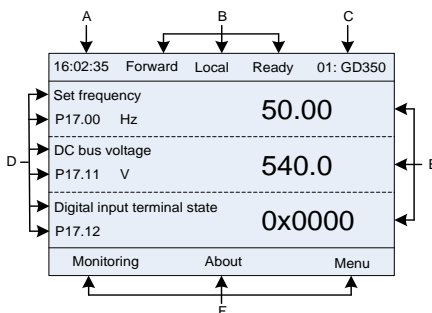 A B C
16:02:35 Forward Local Ready 01: GD350
Set frequency
P17.00 Hz 50.00
DC bus voltage
D
P17.11 V 540.0
Digital input terminal state
P17.12 0x0000
Monitoring About Menu